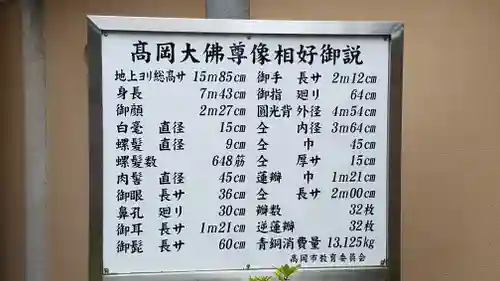 高岡大佛尊像相好御説
地上ヨリ総高サ 15m85cm
身長 7m43cm
御顔 2m27cm
白毫 直径 15cm
螺髪 直径 9cm
螺髪数 648筋
肉髻 直径 45cm
御眼 長サ 36cm
鼻孔 廻り 30cm
御耳 長サ 1m21cm
御髭 長サ 60cm
御手 長サ 2m12cm
御指 廻り 64cm
圓光背 外径 4m54cm
仝 内径 3m64cm
仝 巾 45cm
仝 厚サ 15cm
蓮瓣 巾 1m21cm
仝 長サ 2m00cm
瓣数 32枚
逆蓮瓣 32枚
青銅消費量 13,125kg
高岡市教育委員会